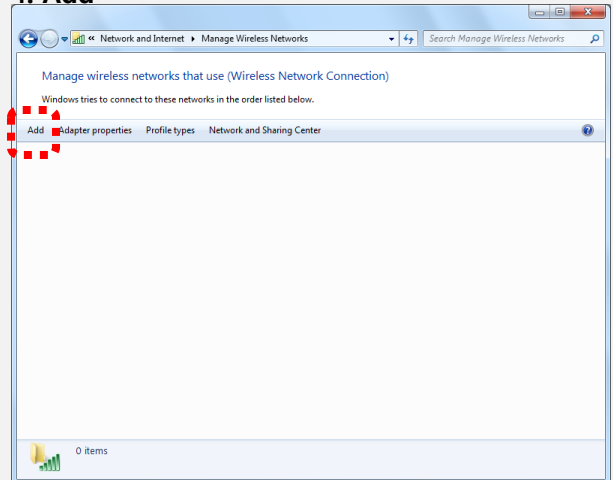 4. Add
« Network and Internet ▸ Manage Wireless Networks
Search Manage Wireless Networks
Manage wireless networks that use (Wireless Network Connection)
Windows tries to connect to these networks in the order listed below.
Add Adapter properties Profile types Network and Sharing Center
0 items